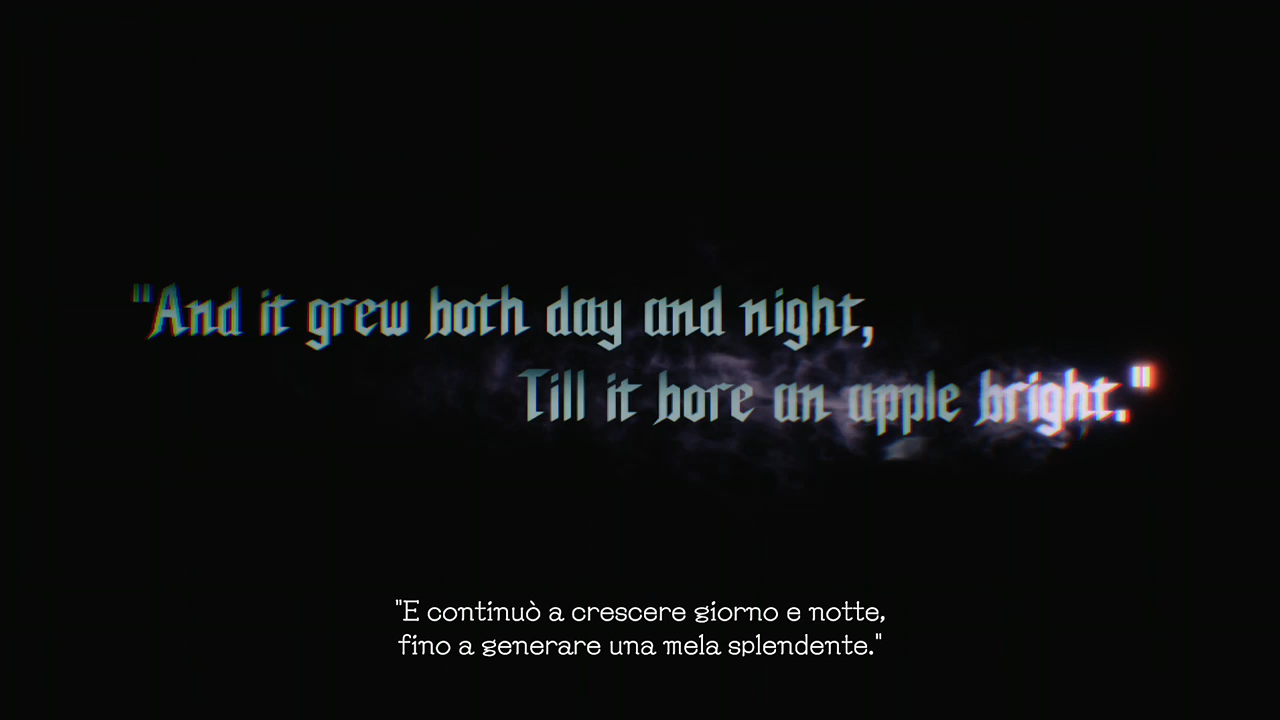 "And it grew both day and night,
Till it bore an apple bright."
"E continuò a crescere giorno e notte,
fino a generare una mela splendente."